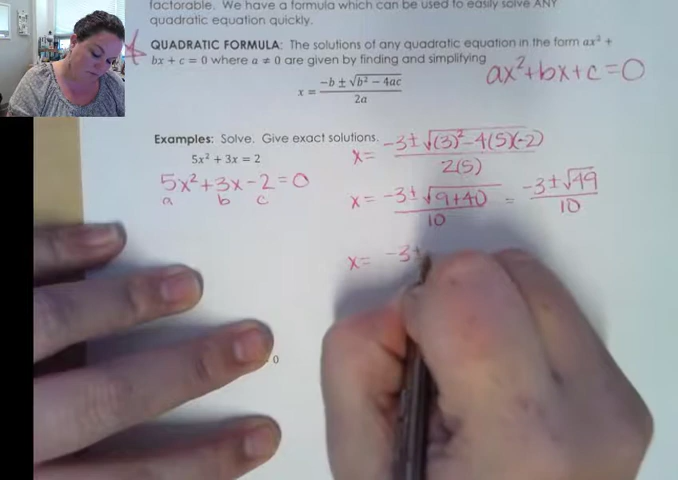 factorable. We have a formula which can be used to easily solve ANY
quadratic equation quickly.
QUADRATIC FORMULA: The solutions of any quadratic equation in the form ax² +
bx + c = 0 where a ≠ 0 are given by finding and simplifying
ax²+bx+c=0
x = (-b ± √(b² − 4ac)) / 2a
Examples: Solve. Give exact solutions.
5x² + 3x = 2
5x²+3x-2=0
a b c
x= (-3±√((3)²-4(5)(-2))) / 2(5)
x= (-3±√(9+40)) / 10 = (-3±√49) / 10
x= -3±
0